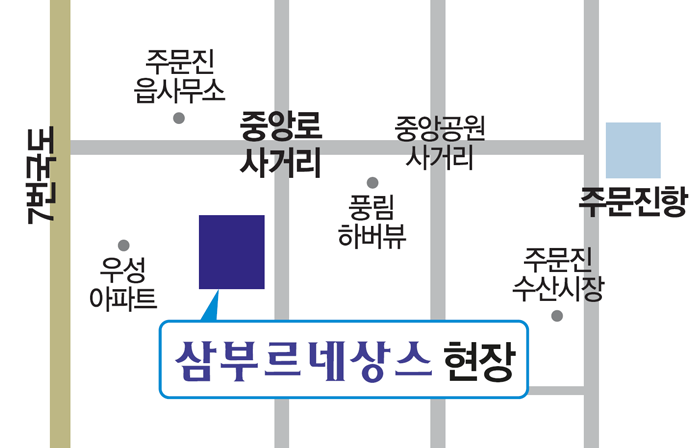 주문진
읍사무소
중앙로
사거리
중앙공원
사거리
7번국도
주문진항
풍림
하버뷰
우성
아파트
주문진
수산시장
삼부르네상스 현장